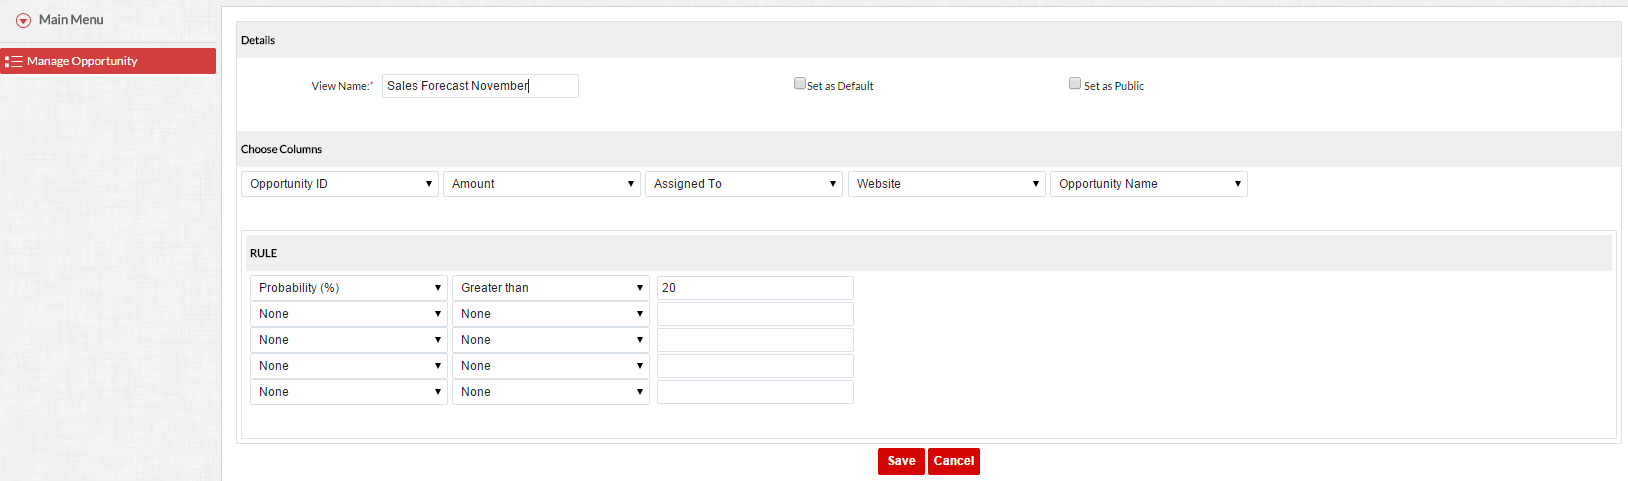 Main Menu
Manage Opportunity
Details
View Name:* Sales Forecast November Set as Default Set as Public
Choose Columns
Opportunity ID Amount Assigned To Website Opportunity Name
RULE
Probability (%) Greater than 20
None None
None None
None None
None None
Save Cancel